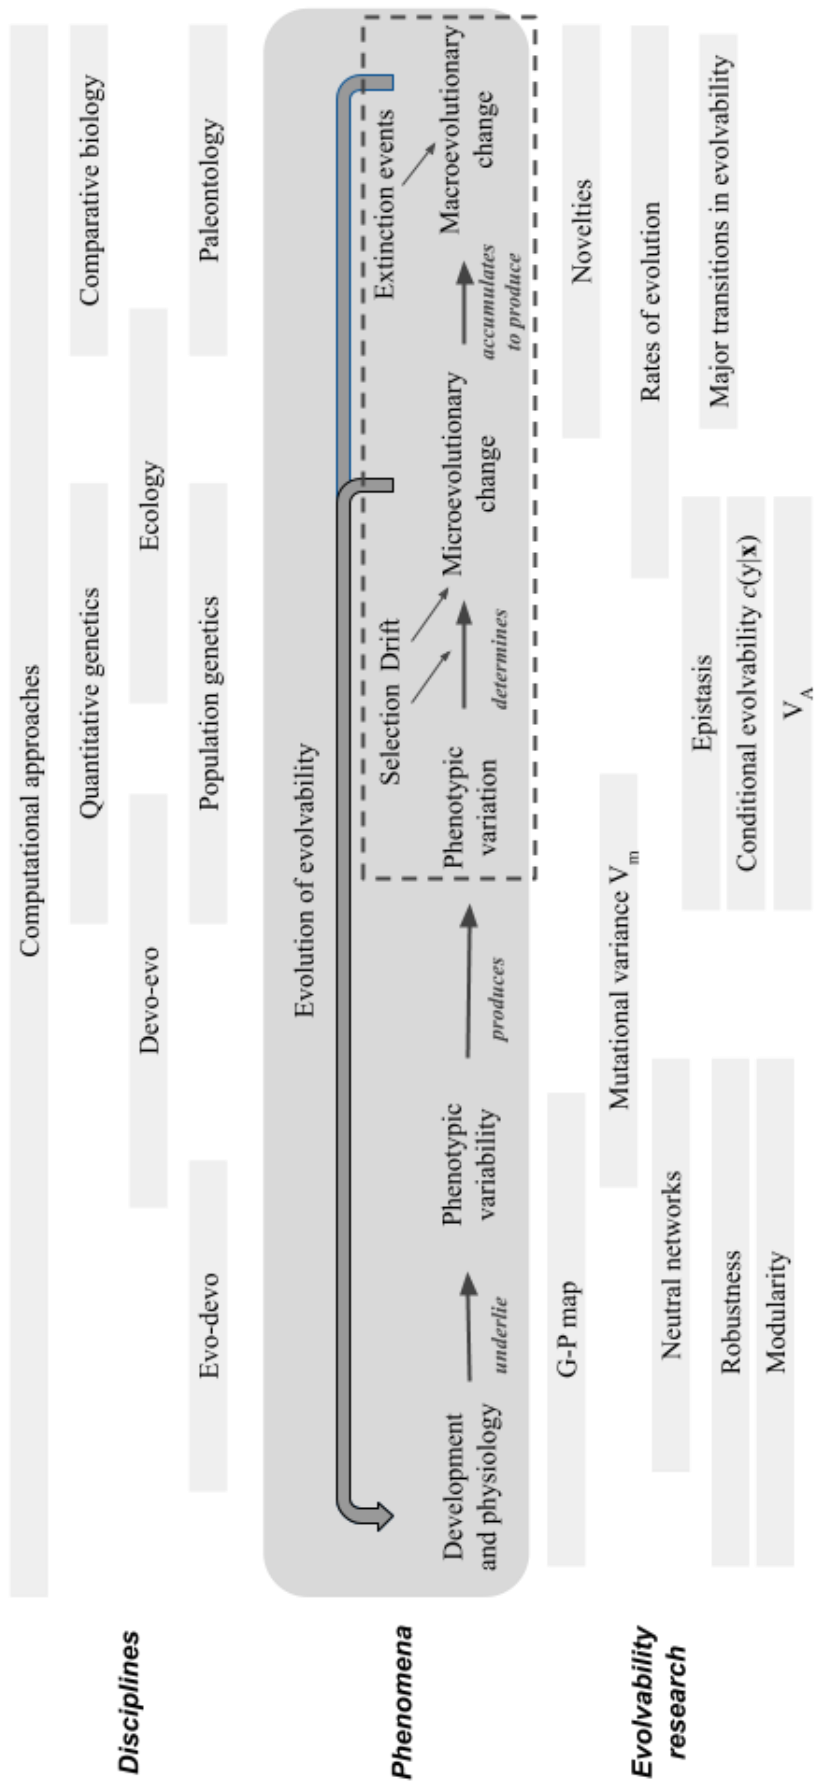 Disciplines
Computational approaches
Quantitative genetics
Comparative biology
Devo-evo
Ecology
Evo-devo
Population genetics
Paleontology
Phenomena
Evolution of evolvability
Selection Drift
Extinction events
Development
and physiology
underlie
Phenotypic
variability
produces
Phenotypic
variation
determines
Microevolutionary
change
accumulates
to produce
Macroevolutionary
change
Evolvability
research
G-P map
Novelties
Mutational variance Vm
Rates of evolution
Neutral networks
Epistasis
Major transitions in evolvability
Robustness
Conditional evolvability c(y|x)
Modularity
VA